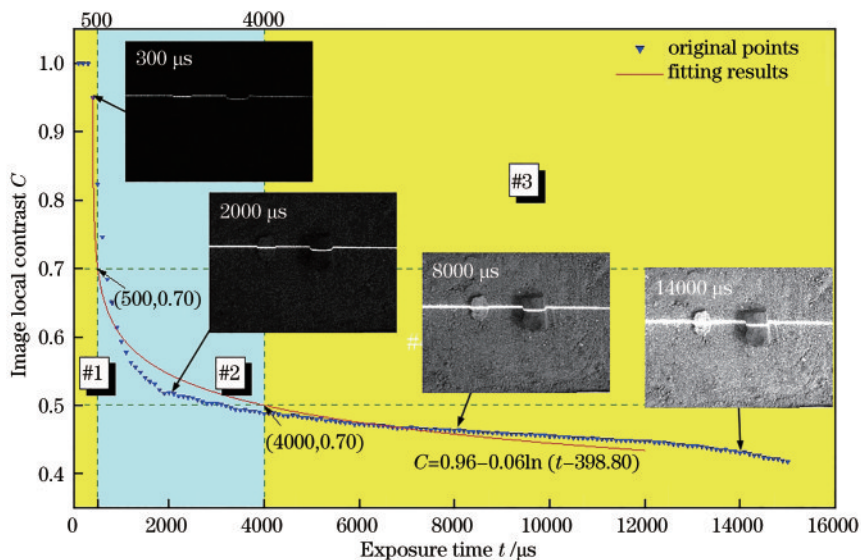 500 4000
original points
fitting results
300 μs
2000 μs
8000 μs
14000 μs
#1
#2
#3
#
(500,0.70)
(4000,0.70)
C=0.96−0.06ln (t−398.80)
Image local contrast C
1.0
0.9
0.8
0.7
0.6
0.5
0.4
0 2000 4000 6000 8000 10000 12000 14000 16000
Exposure time t /μs